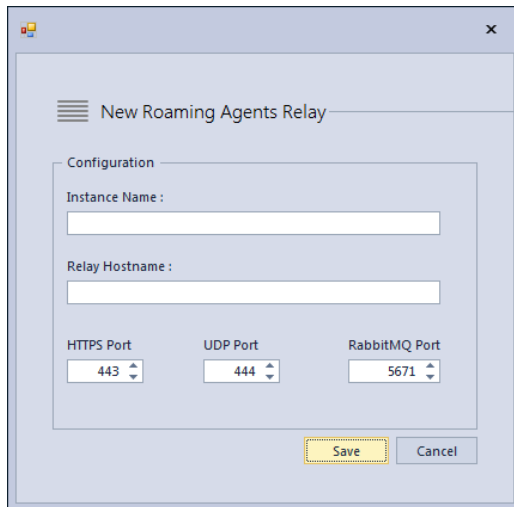 New Roaming Agents Relay
Configuration
Instance Name :
Relay Hostname :
HTTPS Port UDP Port RabbitMQ Port
443 444 5671
Save Cancel